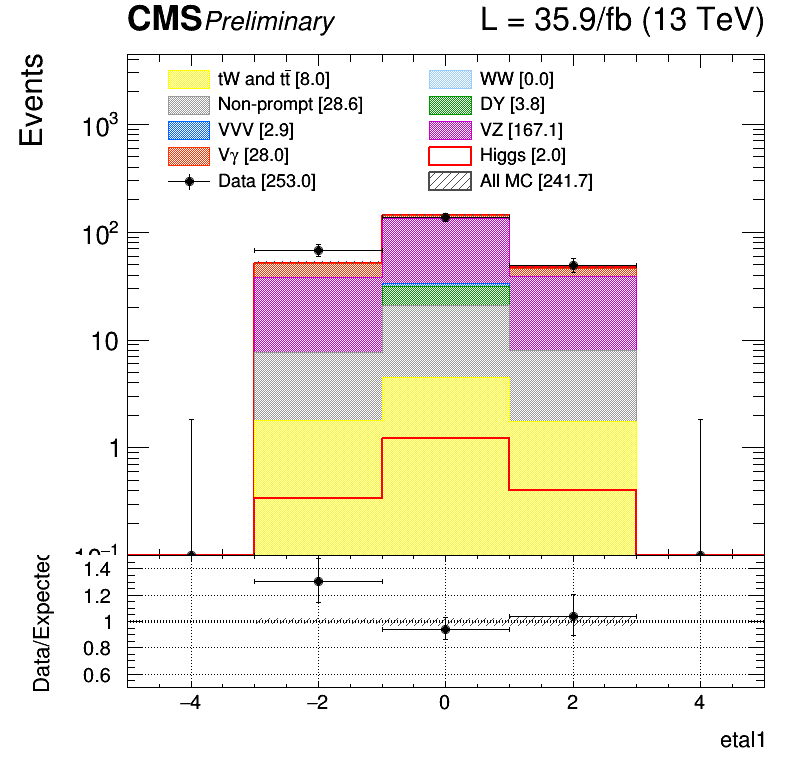 CMS Preliminary L = 35.9/fb (13 TeV)
Events
tW and tt̄ [8.0] WW [0.0]
Non-prompt [28.6] DY [3.8]
VVV [2.9] VZ [167.1]
Vγ [28.0] Higgs [2.0]
Data [253.0] All MC [241.7]
10³
10²
10
1
Data/Expected
1.4
1.2
1
0.8
0.6
−4 −2 0 2 4
etal1